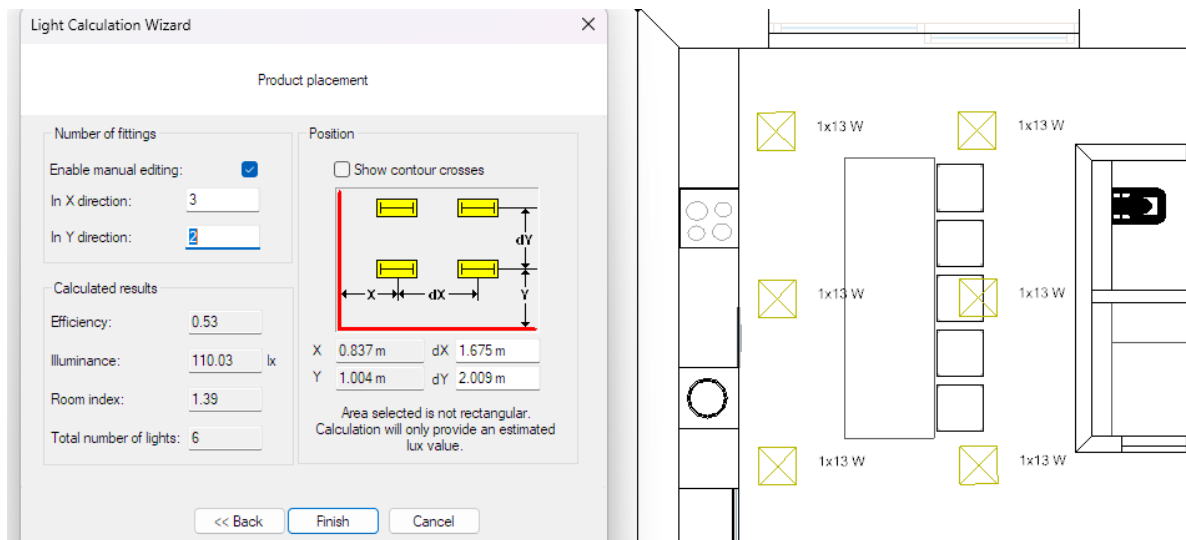 Light Calculation Wizard
Product placement
Number of fittings
Enable manual editing:
In X direction: 3
In Y direction: 2
Calculated results
Efficiency: 0.53
Illuminance: 110.03 lx
Room index: 1.39
Total number of lights: 6
Position
Show contour crosses
dY
X dX Y
X 0.837 m dX 1.675 m
Y 1.004 m dY 2.009 m
Area selected is not rectangular.
Calculation will only provide an estimated
lux value.
<< Back Finish Cancel
1x13 W 1x13 W
1x13 W 1x13 W
1x13 W 1x13 W